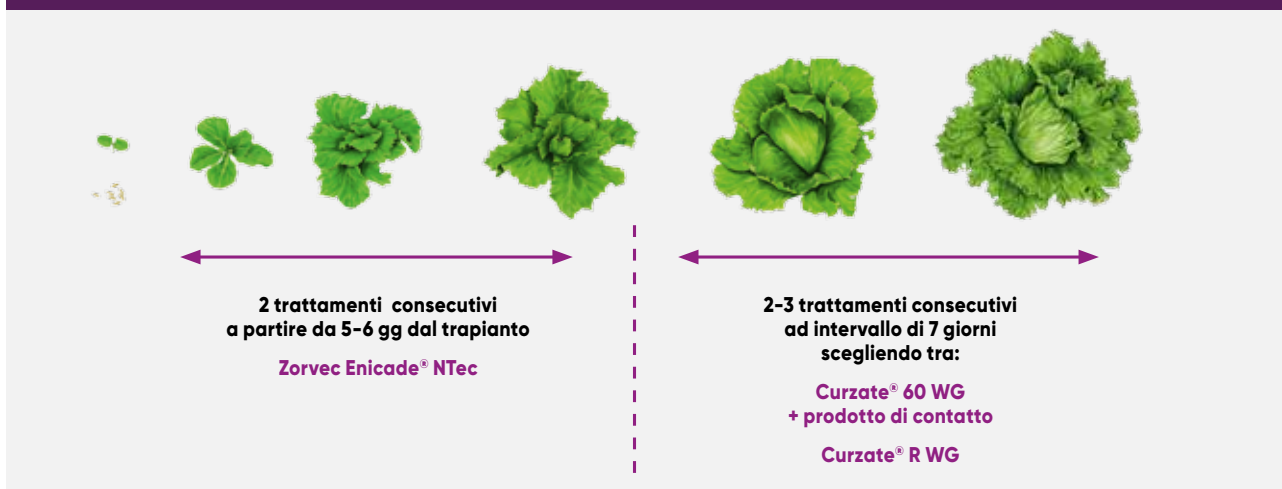 2 trattamenti consecutivi
a partire da 5-6 gg dal trapianto
Zorvec Enicade® NTec
2-3 trattamenti consecutivi
ad intervallo di 7 giorni
scegliendo tra:
Curzate® 60 WG
+ prodotto di contatto
Curzate® R WG